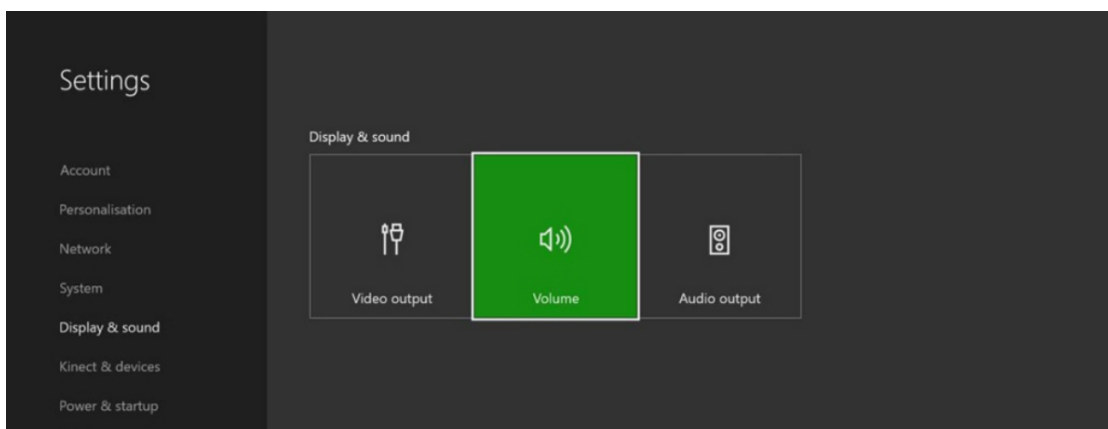 Settings
Account
Personalisation
Network
System
Display & sound
Kinect & devices
Power & startup
Display & sound
Video output
Volume
Audio output